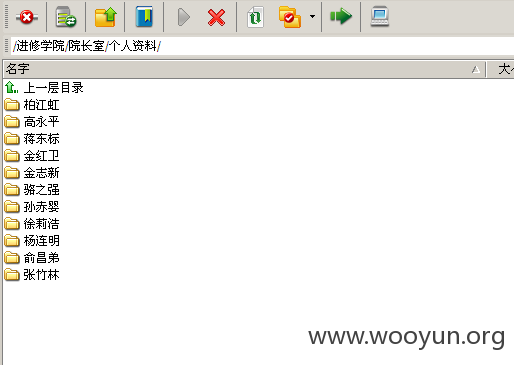 /进修学院/院长室/个人资料/
名字 大小
上一层目录
柏江虹
高永平
蒋东标
金红卫
金志新
骆之强
孙赤婴
徐莉洁
杨连明
俞昌弟
张竹林
www.wooyun.org